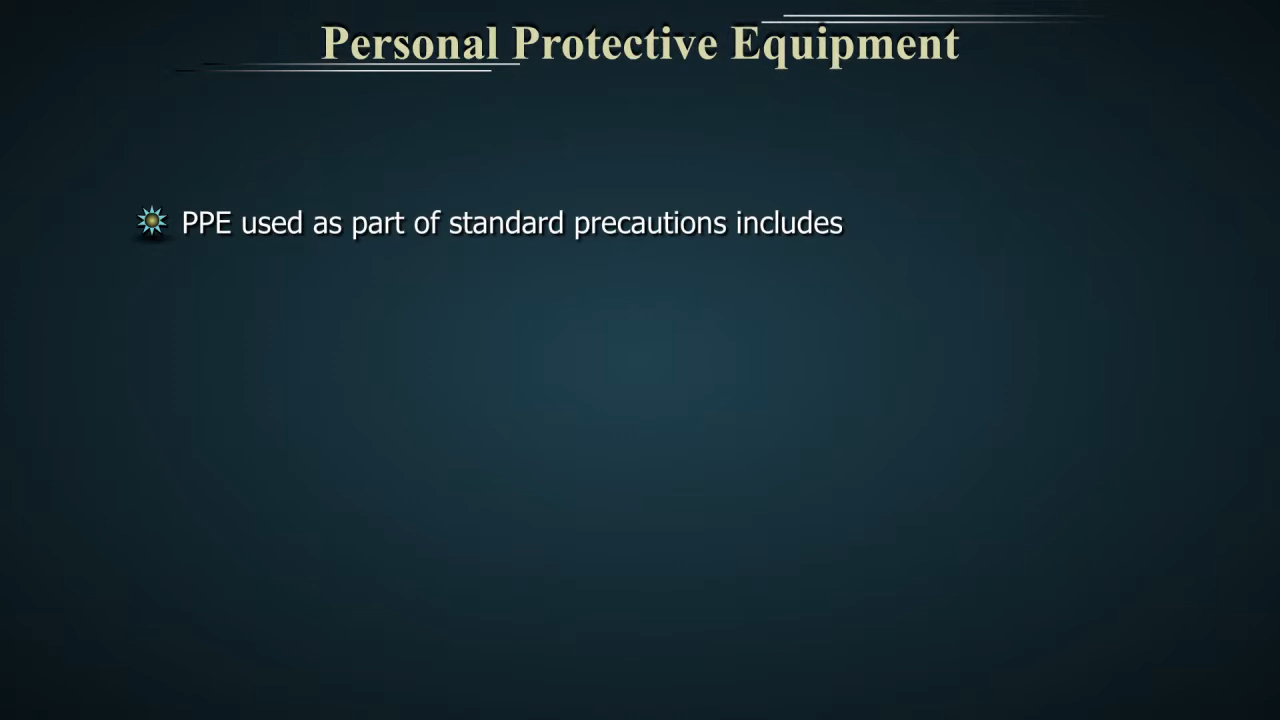 Personal Protective Equipment
PPE used as part of standard precautions includes